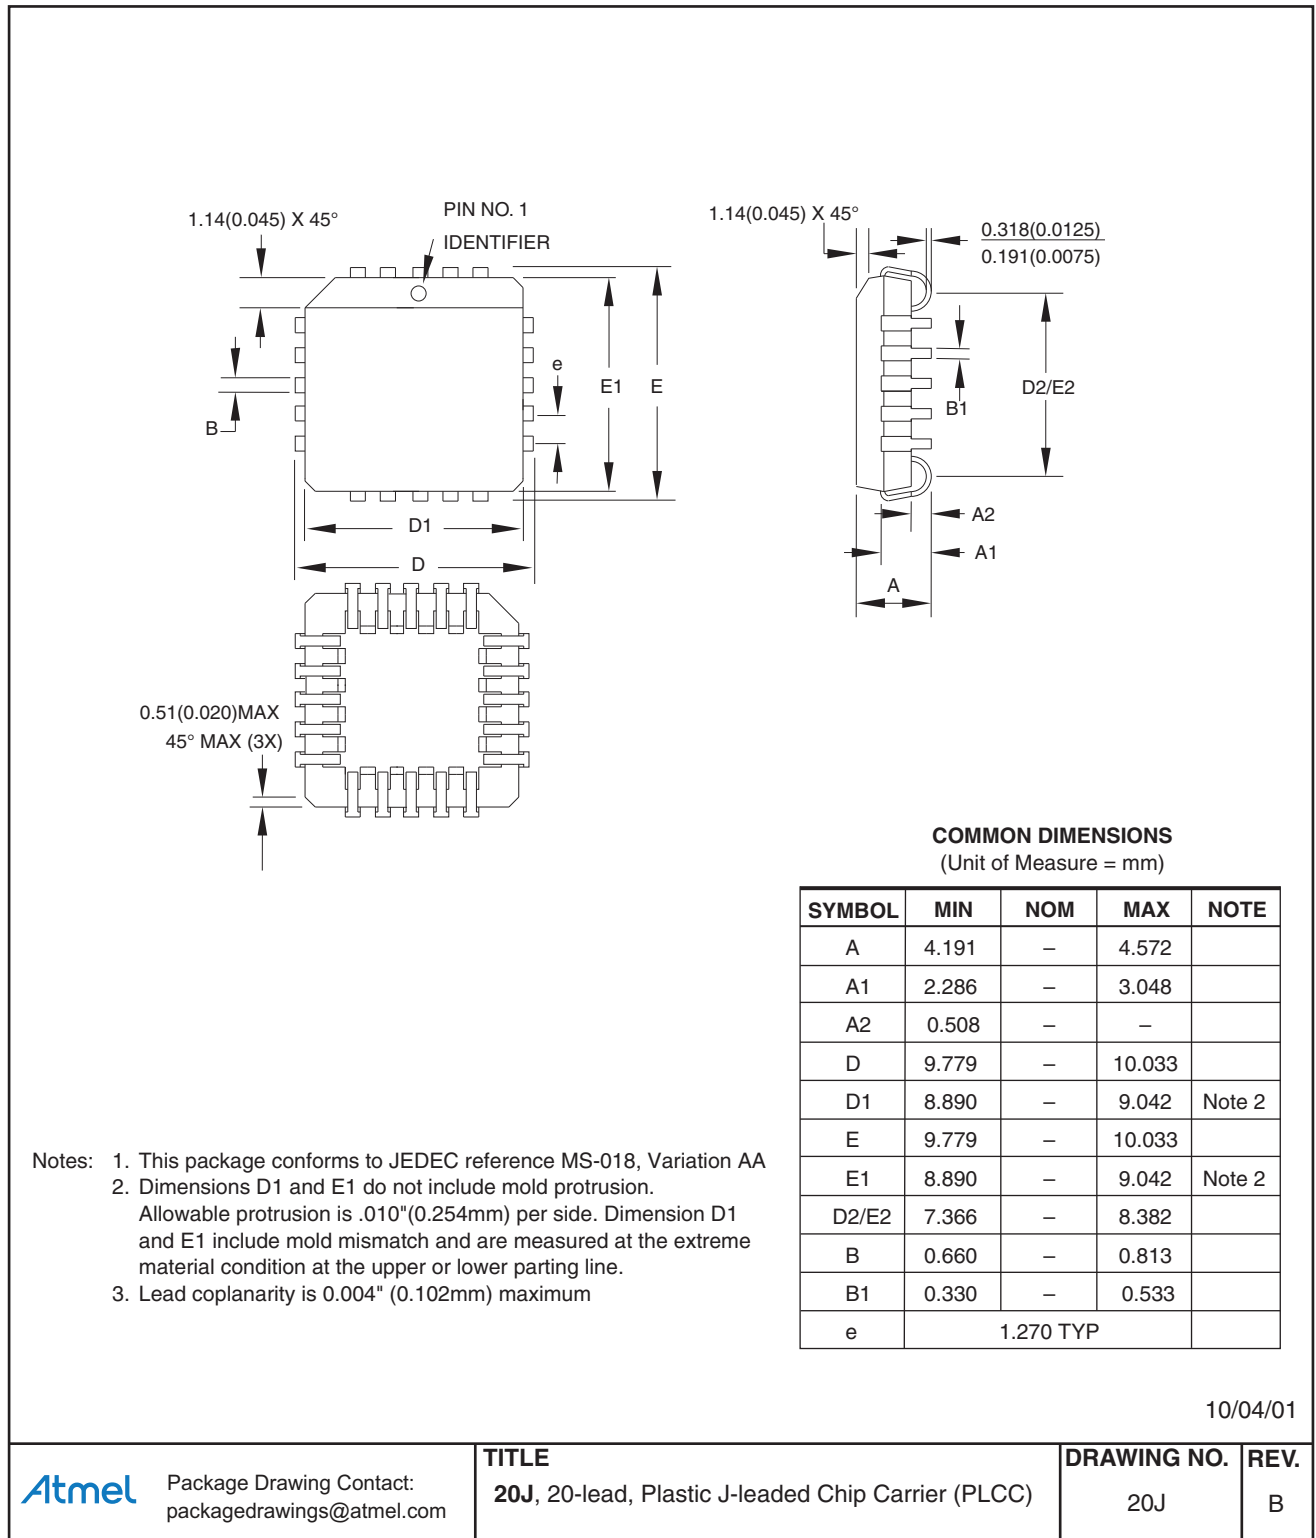 1.14(0.045) X 45°
PIN NO. 1
IDENTIFIER
1.14(0.045) X 45°
0.318(0.0125)
0.191(0.0075)
e
E1
E
B
D1
D
B1
D2/E2
A2
A1
A
0.51(0.020)MAX
45° MAX (3X)
COMMON DIMENSIONS
(Unit of Measure = mm)
SYMBOL MIN NOM MAX NOTE
A 4.191 – 4.572
A1 2.286 – 3.048
A2 0.508 – –
D 9.779 – 10.033
D1 8.890 – 9.042 Note 2
E 9.779 – 10.033
E1 8.890 – 9.042 Note 2
D2/E2 7.366 – 8.382
B 0.660 – 0.813
B1 0.330 – 0.533
e 1.270 TYP
Notes: 1. This package conforms to JEDEC reference MS-018, Variation AA
2. Dimensions D1 and E1 do not include mold protrusion.
Allowable protrusion is .010"(0.254mm) per side. Dimension D1
and E1 include mold mismatch and are measured at the extreme
material condition at the upper or lower parting line.
3. Lead coplanarity is 0.004" (0.102mm) maximum
10/04/01
Atmel
Package Drawing Contact:
packagedrawings@atmel.com
TITLE
20J, 20-lead, Plastic J-leaded Chip Carrier (PLCC)
DRAWING NO.
20J
REV.
B